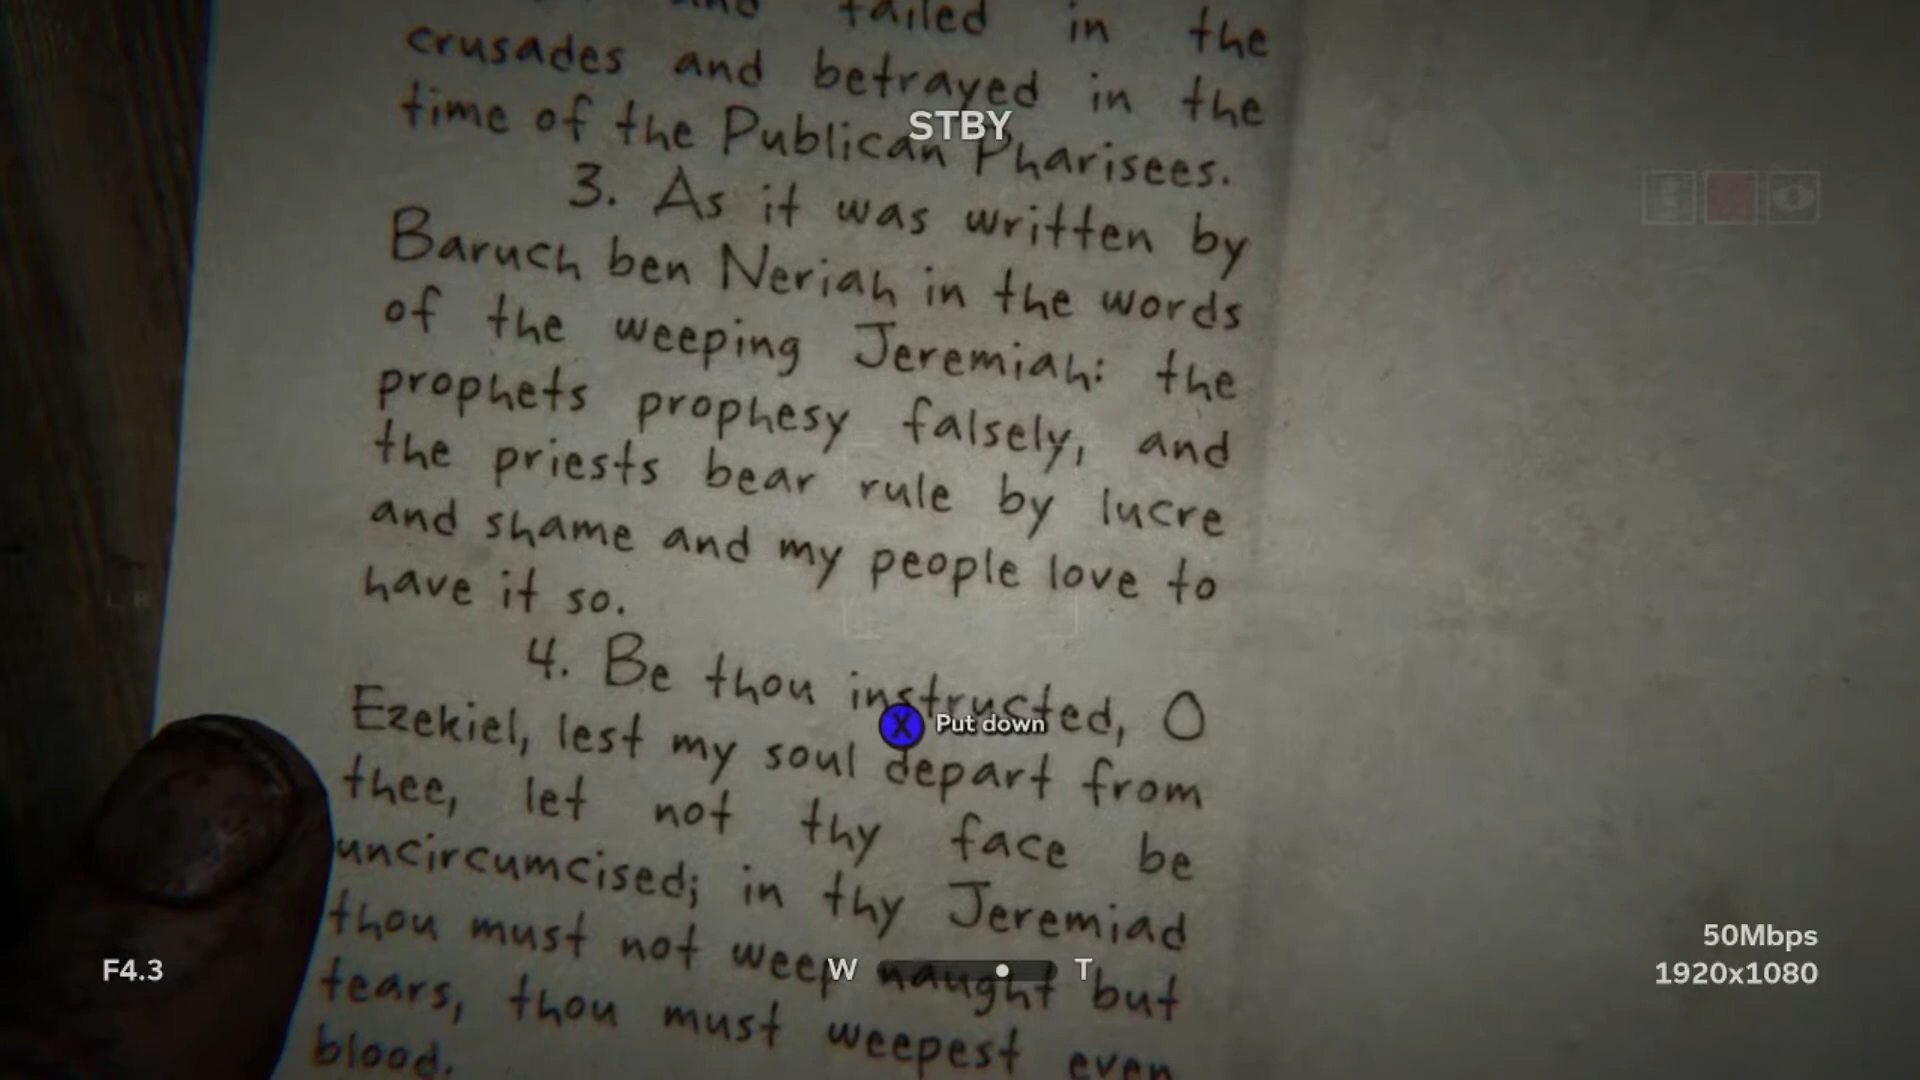 and failed in the
crusades and betrayed in the
time of the Publican Pharisees.
STBY
3. As it was written by
Baruch ben Neriah in the words
of the weeping Jeremiah: the
prophets prophesy falsely, and
the priests bear rule by lucre
and shame and my people love to
have it so.
4. Be thou instructed, O
Ezekiel, lest my soul depart from
X Put down
thee, let not thy face be
uncircumcised; in thy Jeremiad
thou must not weep naught but
tears, thou must weepest even
blood.
F4.3
W T
50Mbps
1920x1080